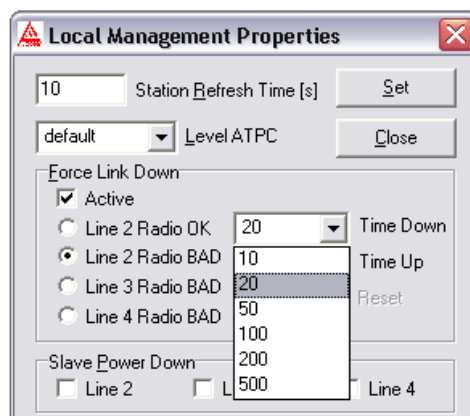 Local Management Properties
10 Station Refresh Time [s] Set
default Level ATPC Close
Force Link Down
Active
Line 2 Radio OK 20 Time Down
Line 2 Radio BAD 10 Time Up
20
Line 3 Radio BAD 50 Reset
Line 4 Radio BAD 100
200
Slave Power Down
500
Line 2 L Line 4